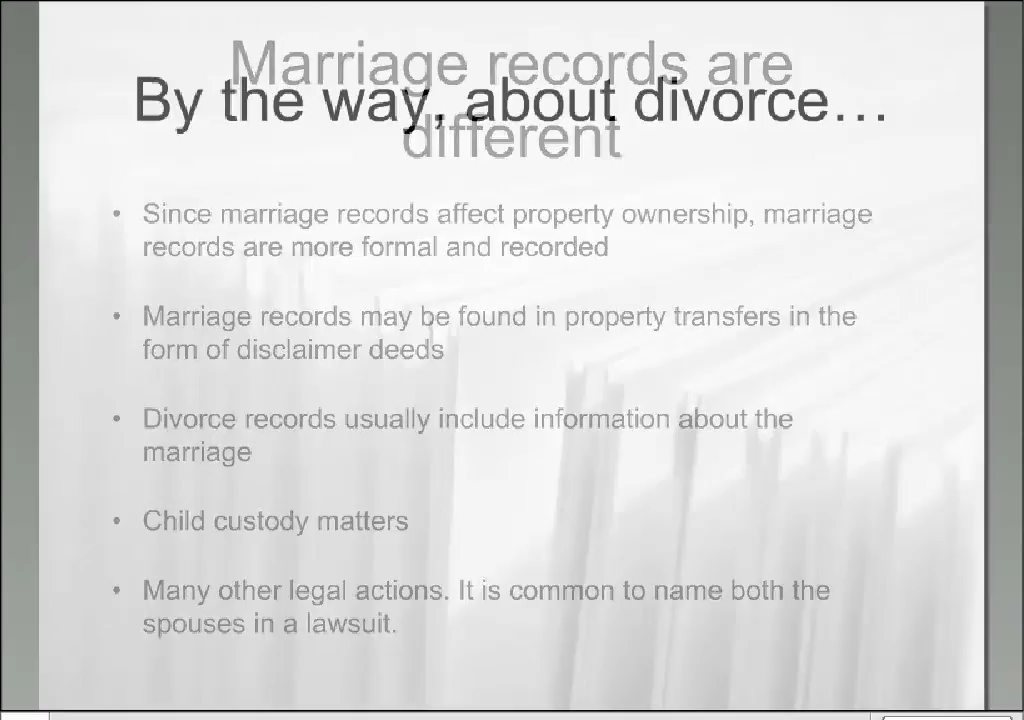 Marriage records are
By the way, about divorce…
different
• Since marriage records affect property ownership, marriage
records are more formal and recorded
• Marriage records may be found in property transfers in the
form of disclaimer deeds
• Divorce records usually include information about the
marriage
• Child custody matters
• Many other legal actions. It is common to name both the
spouses in a lawsuit.